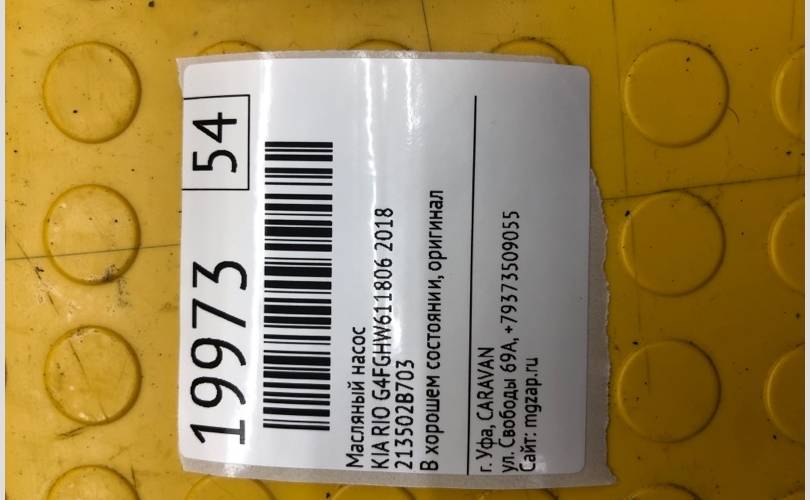 19973
54
Масляный насос
KIA RIO G4FGHW611806 2018
213502B703
В хорошем состоянии, оригинал
г. Уфа, CARAVAN
ул. Свободы 69А, +79373509055
Сайт: mgzap.ru